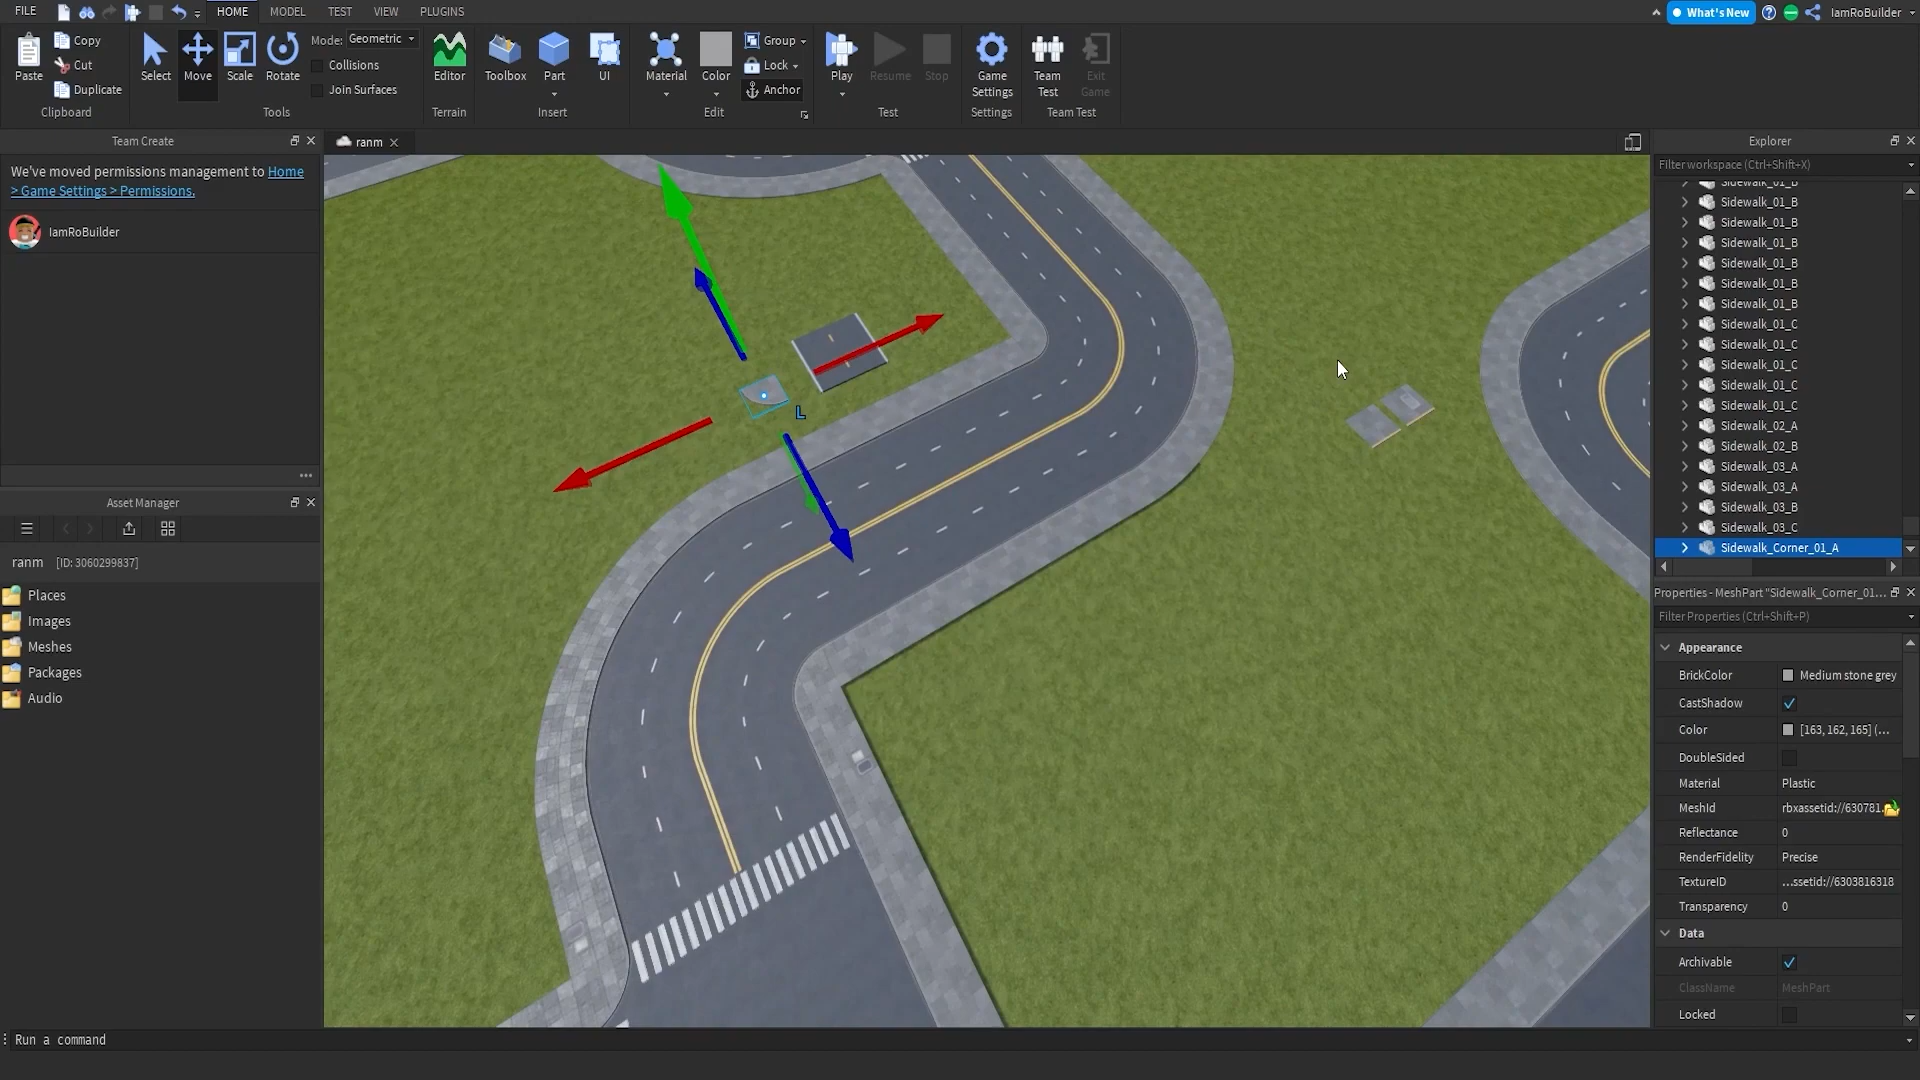 FILE
HOME
MODEL
TEST
VIEW
PLUGINS
What's New
IamRoBuilder
Paste
Copy
Cut
Duplicate
Clipboard
Select
Move
Scale
Rotate
Mode: Geometric
Collisions
Join Surfaces
Tools
Editor
Terrain
Toolbox
Part
UI
Insert
Material
Color
Group
Lock
Anchor
Edit
Play
Resume
Stop
Test
Game
Settings
Settings
Team
Test
Exit
Game
Team Test
Team Create
We've moved permissions management to Home
> Game Settings > Permissions.
IamRoBuilder
Asset Manager
ranm [ID: 3060299837]
Places
Images
Meshes
Packages
Audio
ranm
L
Explorer
Filter workspace (Ctrl+Shift+X)
Sidewalk_01_B
Sidewalk_01_B
Sidewalk_01_B
Sidewalk_01_B
Sidewalk_01_B
Sidewalk_01_B
Sidewalk_01_B
Sidewalk_01_C
Sidewalk_01_C
Sidewalk_01_C
Sidewalk_01_C
Sidewalk_01_C
Sidewalk_02_A
Sidewalk_02_B
Sidewalk_03_A
Sidewalk_03_A
Sidewalk_03_B
Sidewalk_03_C
Sidewalk_Corner_01_A
Properties - MeshPart "Sidewalk_Corner_01...
Filter Properties (Ctrl+Shift+P)
Appearance
BrickColor Medium stone grey
CastShadow
Color [163, 162, 165] (...
DoubleSided
Material Plastic
MeshId rbxassetid://630781.
Reflectance 0
RenderFidelity Precise
TextureID ...ssetid://6303816318
Transparency 0
Data
Archivable
ClassName MeshPart
Locked
Run a command